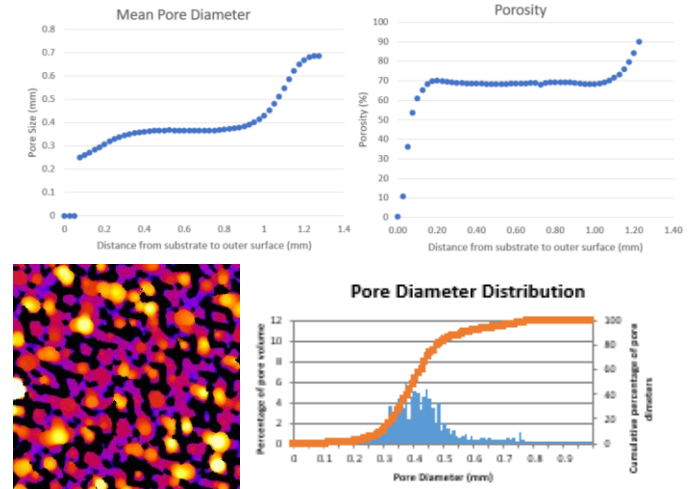 Mean Pore Diameter
0.8
0.7
0.6
0.5
0.4
0.3
0.2
0.1
0
Pore Size (mm)
0 0.2 0.4 0.6 0.8 1 1.2 1.4
Distance from substrate to outer surface (mm)
Porosity
100
90
80
70
60
50
40
30
20
10
0
Porosity (%)
0.00 0.20 0.40 0.60 0.80 1.00 1.20 1.40
Distance from substrate to outer surface (mm)
Pore Diameter Distribution
12
10
8
6
4
2
0
Percentage of pore volume
0 0.1 0.2 0.3 0.4 0.5 0.6 0.7 0.8 0.9
Pore Diameter (mm)
100
80
60
40
20
0
Cumulative percentage of pore
dimeters